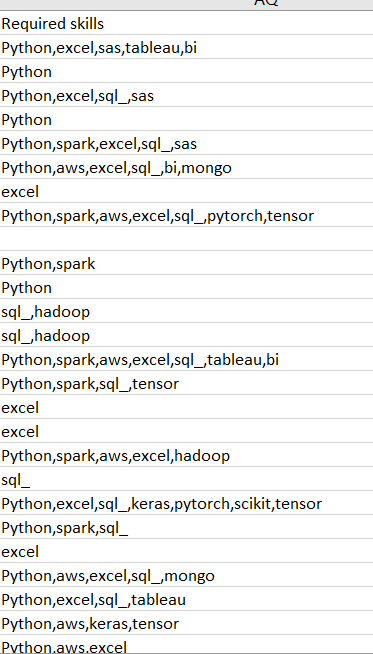 AQ
Required skills
Python,excel,sas,tableau,bi
Python
Python,excel,sql_,sas
Python
Python,spark,excel,sql_,sas
Python,aws,excel,sql_,bi,mongo
excel
Python,spark,aws,excel,sql_,pytorch,tensor
Python,spark
Python
sql_,hadoop
sql_,hadoop
Python,spark,aws,excel,sql_,tableau,bi
Python,spark,sql_,tensor
excel
excel
Python,spark,aws,excel,hadoop
sql_
Python,excel,sql_,keras,pytorch,scikit,tensor
Python,spark,sql_
excel
Python,aws,excel,sql_,mongo
Python,excel,sql_,tableau
Python,aws,keras,tensor
Python,aws,excel